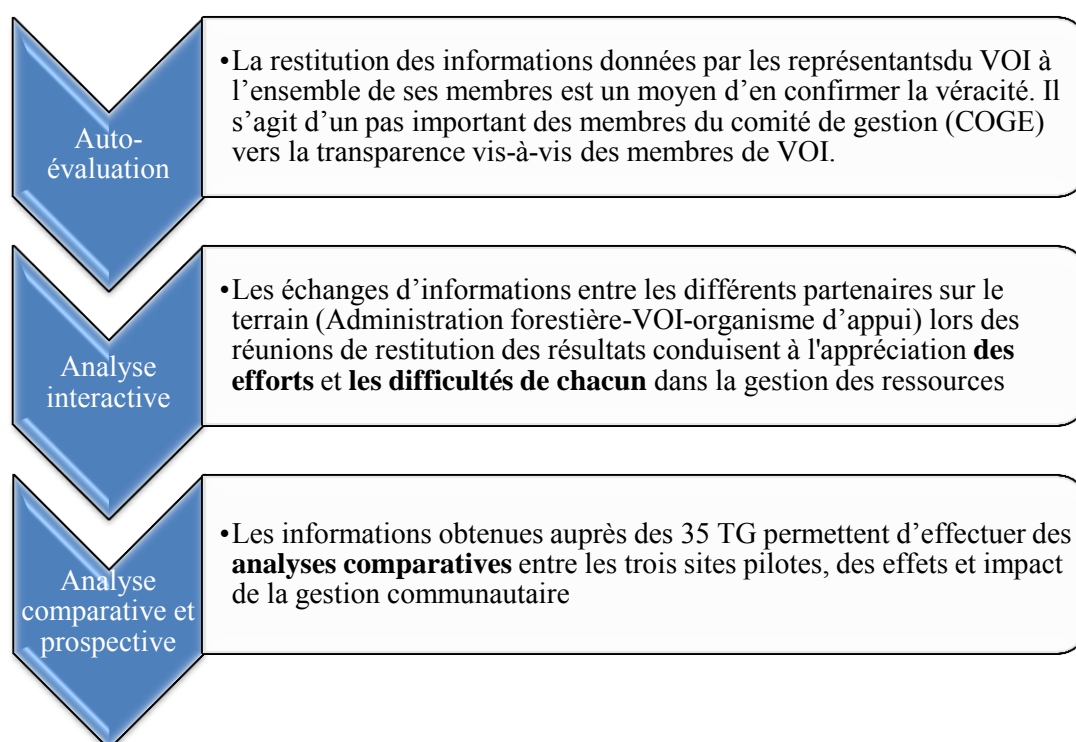 Auto-
évaluation
•La restitution des informations données par les représentantsdu VOI à
l’ensemble de ses membres est un moyen d’en confirmer la véracité. Il
s’agit d’un pas important des membres du comité de gestion (COGE)
vers la transparence vis-à-vis des membres de VOI.
Analyse
interactive
•Les échanges d’informations entre les différents partenaires sur le
terrain (Administration forestière-VOI-organisme d’appui) lors des
réunions de restitution des résultats conduisent à l'appréciation des
efforts et les difficultés de chacun dans la gestion des ressources
Analyse
comparative et
prospective
•Les informations obtenues auprès des 35 TG permettent d’effectuer des
analyses comparatives entre les trois sites pilotes, des effets et impact
de la gestion communautaire